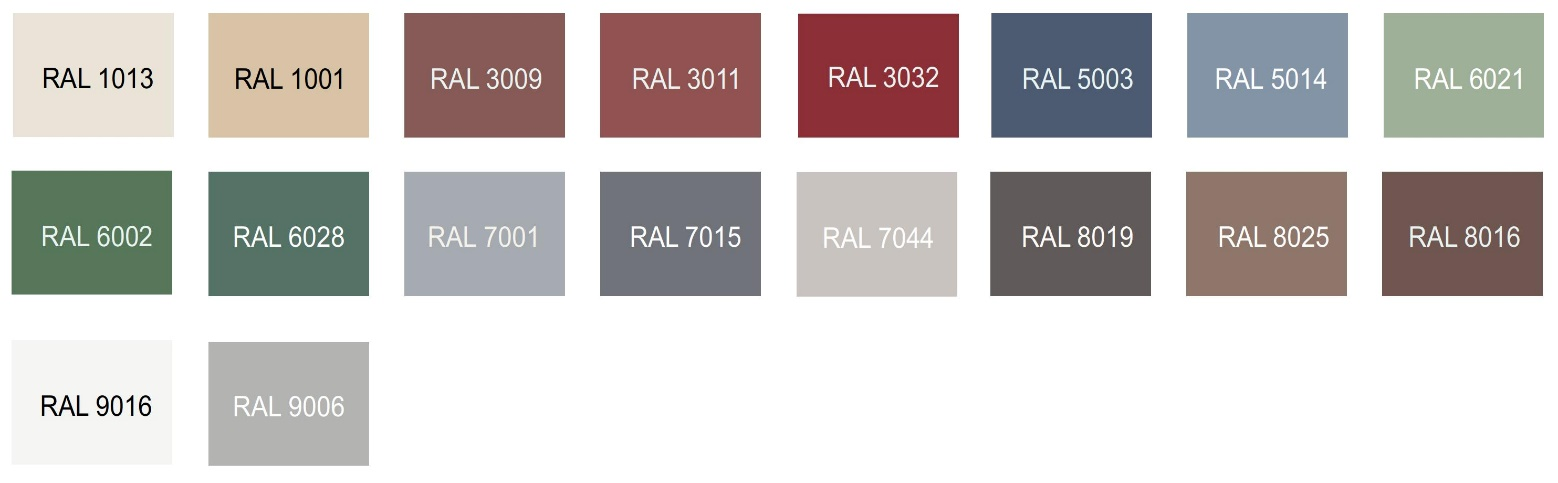 RAL 1013
RAL 1001
RAL 3009
RAL 3011
RAL 3032
RAL 5003
RAL 5014
RAL 6021
RAL 6002
RAL 6028
RAL 7001
RAL 7015
RAL 7044
RAL 8019
RAL 8025
RAL 8016
RAL 9016
RAL 9006